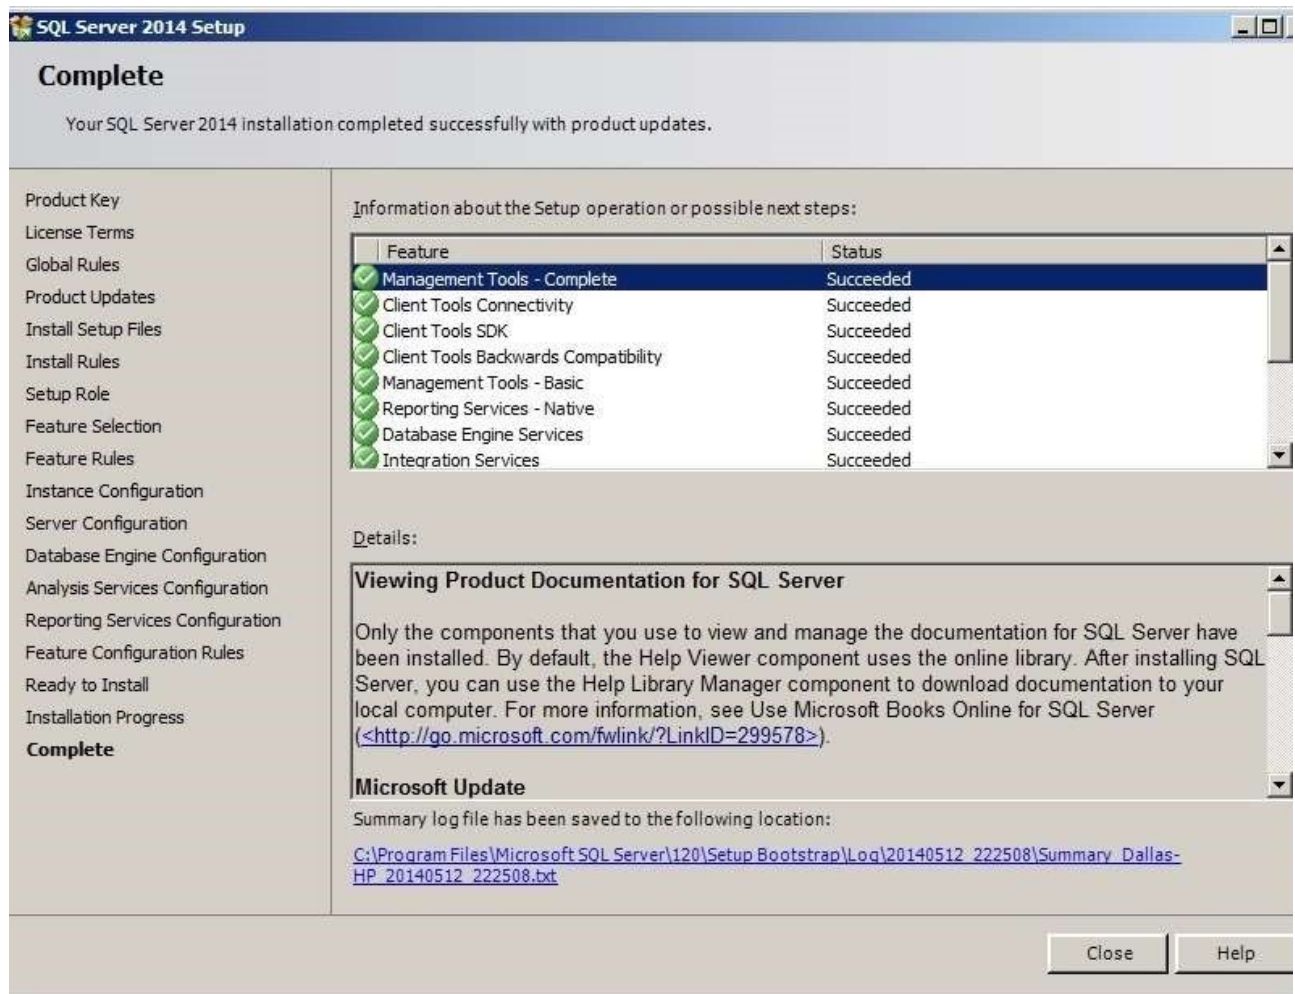 SQL Server 2014 Setup
Complete
Your SQL Server 2014 installation completed successfully with product updates.
Product Key
License Terms
Global Rules
Product Updates
Install Setup Files
Install Rules
Setup Role
Feature Selection
Feature Rules
Instance Configuration
Server Configuration
Database Engine Configuration
Analysis Services Configuration
Reporting Services Configuration
Feature Configuration Rules
Ready to Install
Installation Progress
Complete
Information about the Setup operation or possible next steps:
Feature Status
Management Tools - Complete Succeeded
Client Tools Connectivity Succeeded
Client Tools SDK Succeeded
Client Tools Backwards Compatibility Succeeded
Management Tools - Basic Succeeded
Reporting Services - Native Succeeded
Database Engine Services Succeeded
Integration Services Succeeded
Details:
Viewing Product Documentation for SQL Server
Only the components that you use to view and manage the documentation for SQL Server have
been installed. By default, the Help Viewer component uses the online library. After installing SQL
Server, you can use the Help Library Manager component to download documentation to your
local computer. For more information, see Use Microsoft Books Online for SQL Server
(<http://go.microsoft.com/fwlink/?LinkID=299578>).
Microsoft Update
Summary log file has been saved to the following location:
C:\Program Files\Microsoft SQL Server\120\Setup Bootstrap\Log\20140512_222508\Summary_Dallas-
HP_20140512_222508.txt
Close Help